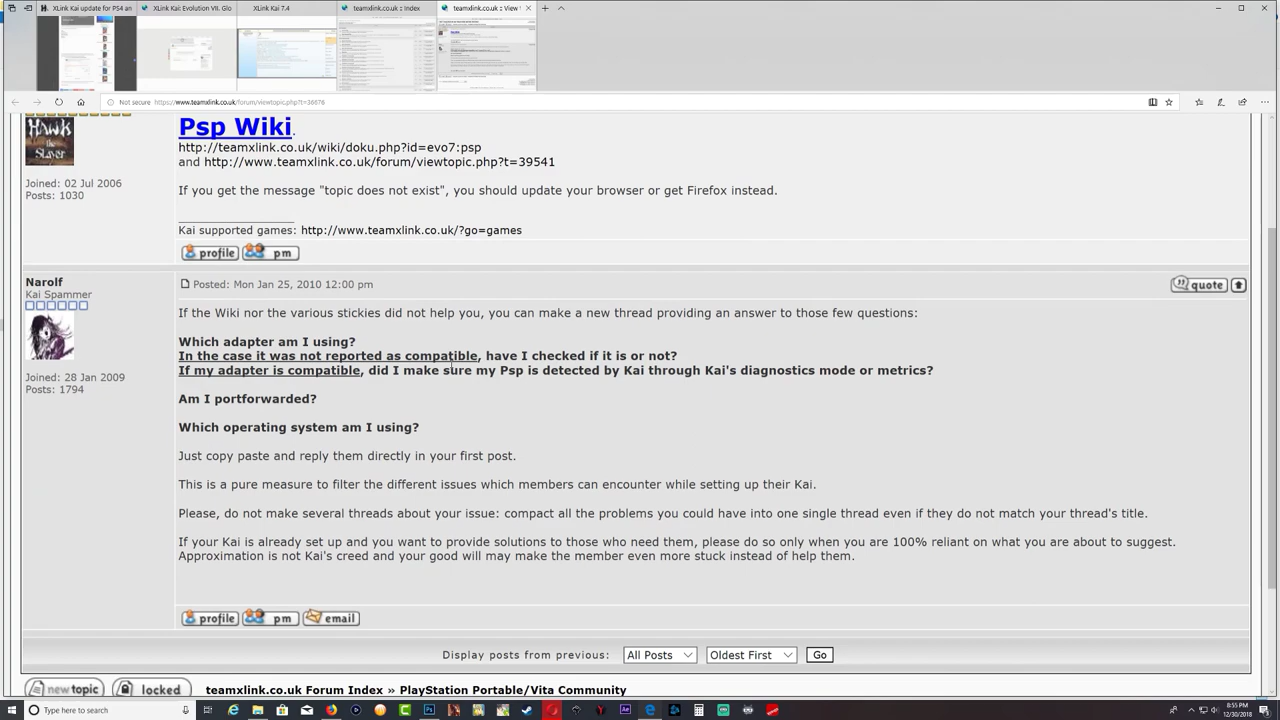 XLink Kai update for PS4 an
XLink Kai: Evolution VII. Glo
XLink Kai 7.4
teamxlink.co.uk :: Index
teamxlink.co.uk :: View
Not secure https://www.teamxlink.co.uk/forum/viewtopic.php?t=36876
HAWK the SLAYER
Psp Wiki.
http://teamxlink.co.uk/wiki/doku.php?id=evo7:psp
and http://www.teamxlink.co.uk/forum/viewtopic.php?t=39541
Joined: 02 Jul 2006
Posts: 1030
If you get the message "topic does not exist", you should update your browser or get Firefox instead.
Kai supported games: http://www.teamxlink.co.uk/?go=games
profile pm
Narolf
Kai Spammer
Posted: Mon Jan 25, 2010 12:00 pm
quote
Joined: 28 Jan 2009
Posts: 1794
If the Wiki nor the various stickies did not help you, you can make a new thread providing an answer to those few questions:
Which adapter am I using?
In the case it was not reported as compatible, have I checked if it is or not?
If my adapter is compatible, did I make sure my Psp is detected by Kai through Kai's diagnostics mode or metrics?
Am I portforwarded?
Which operating system am I using?
Just copy paste and reply them directly in your first post.
This is a pure measure to filter the different issues which members can encounter while setting up their Kai.
Please, do not make several threads about your issue: compact all the problems you could have into one single thread even if they do not match your thread's title.
If your Kai is already set up and you want to provide solutions to those who need them, please do so only when you are 100% reliant on what you are about to suggest.
Approximation is not Kai's creed and your good will may make the member even more stuck instead of help them.
profile pm email
Display posts from previous: All Posts Oldest First Go
new topic locked teamxlink.co.uk Forum Index » PlayStation Portable/Vita Community
Type here to search
8:55 PM
12/30/2018